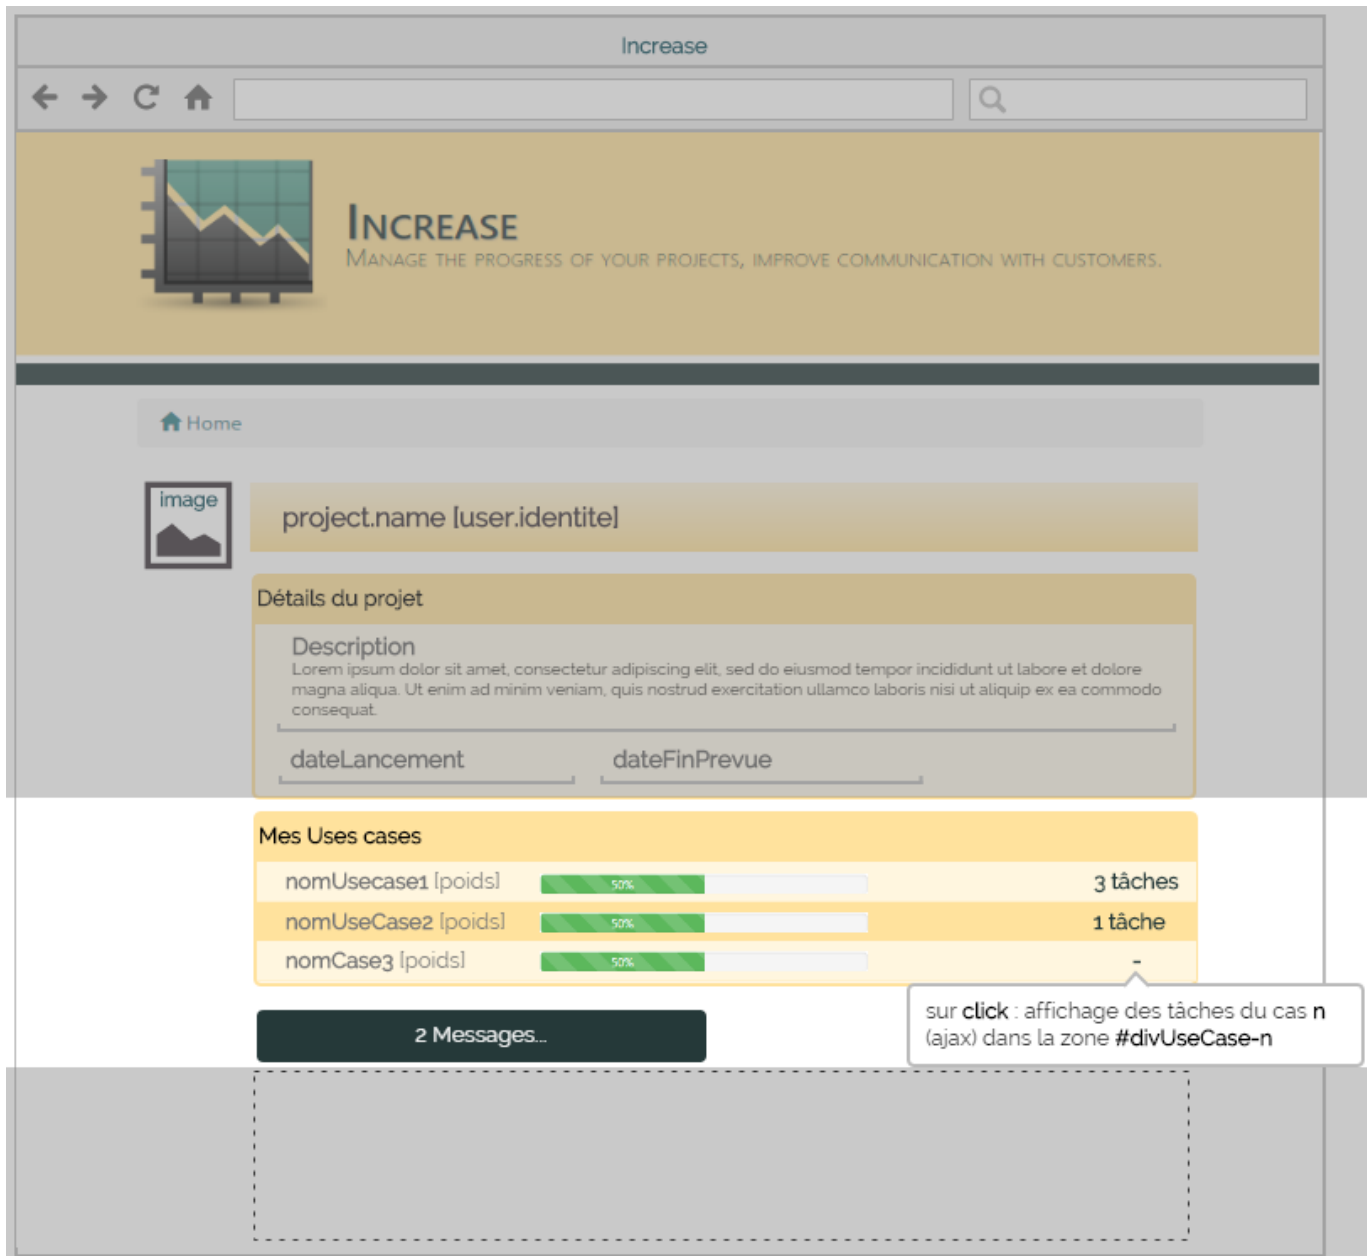 Increase
INCREASE
MANAGE THE PROGRESS OF YOUR PROJECTS, IMPROVE COMMUNICATION WITH CUSTOMERS.
Home
image
project.name [user.identite]
Détails du projet
Description
Lorem ipsum dolor sit amet, consectetur adipiscing elit, sed do eiusmod tempor incididunt ut labore et dolore
magna aliqua. Ut enim ad minim veniam, quis nostrud exercitation ullamco laboris nisi ut aliquip ex ea commodo
consequat.
dateLancement dateFinPrevue
Mes Uses cases
nomUsecase1 [poids] 50% 3 tâches
nomUseCase2 [poids] 50% 1 tâche
nomCase3 [poids] 50% -
sur click : affichage des tâches du cas n
(ajax) dans la zone #divUseCase-n
2 Messages...